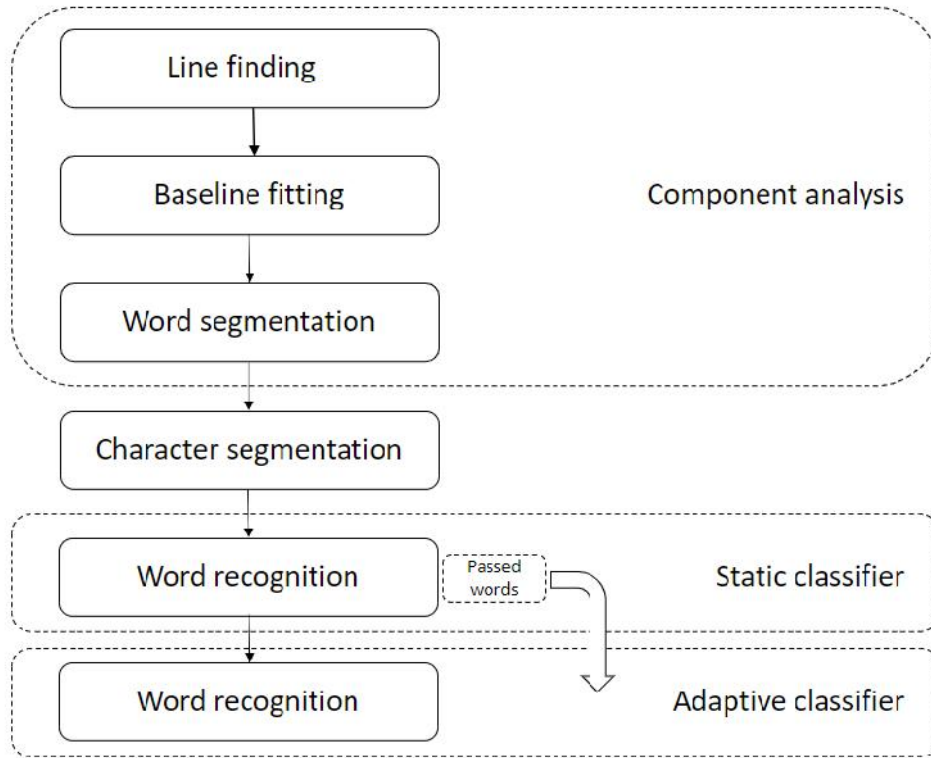 Line finding
Baseline fitting
Component analysis
Word segmentation
Character segmentation
Word recognition
Passed
words
Static classifier
Word recognition
Adaptive classifier